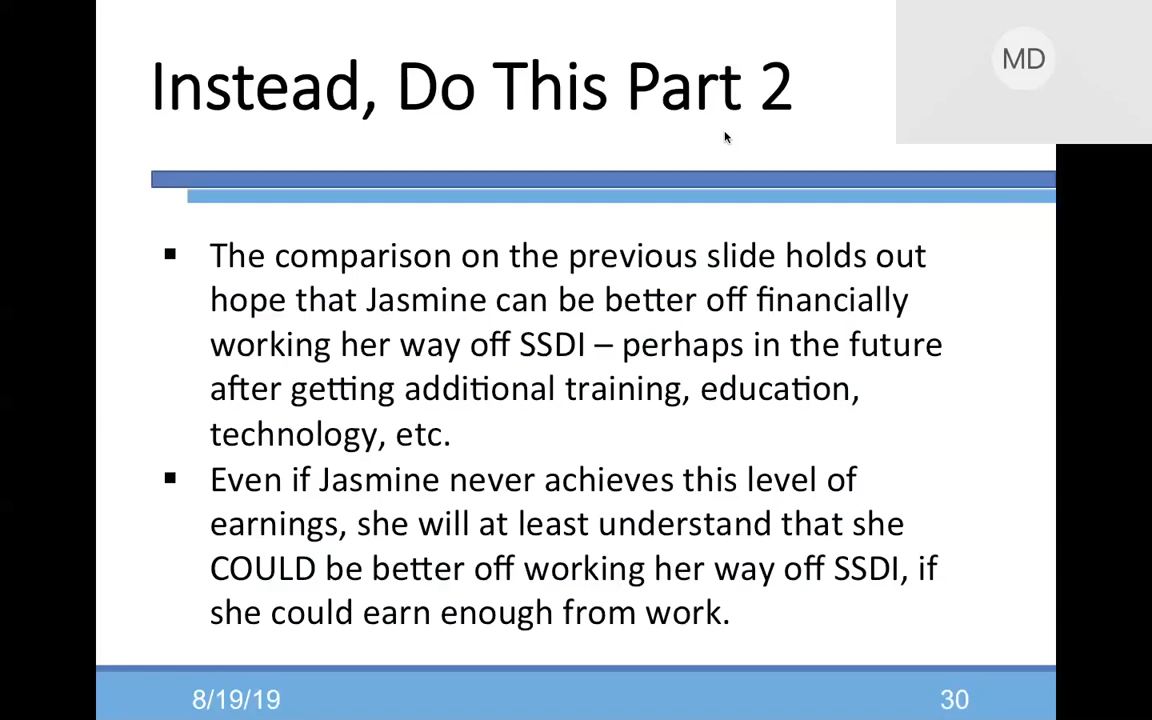 Instead, Do This Part 2
MD
▪ The comparison on the previous slide holds out
hope that Jasmine can be better off financially
working her way off SSDI – perhaps in the future
after getting additional training, education,
technology, etc.
▪ Even if Jasmine never achieves this level of
earnings, she will at least understand that she
COULD be better off working her way off SSDI, if
she could earn enough from work.
8/19/19
30